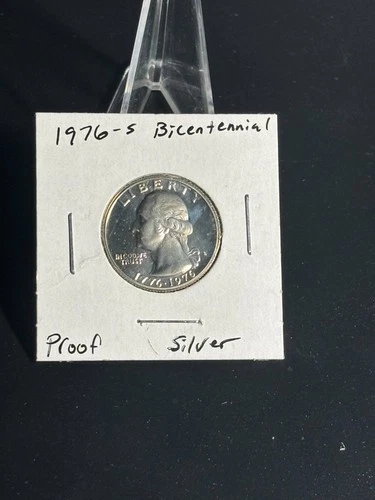 1976-S Bicentennial
LIBERTY
IN GOD WE
TRUST
1776-1976
Proof Silver